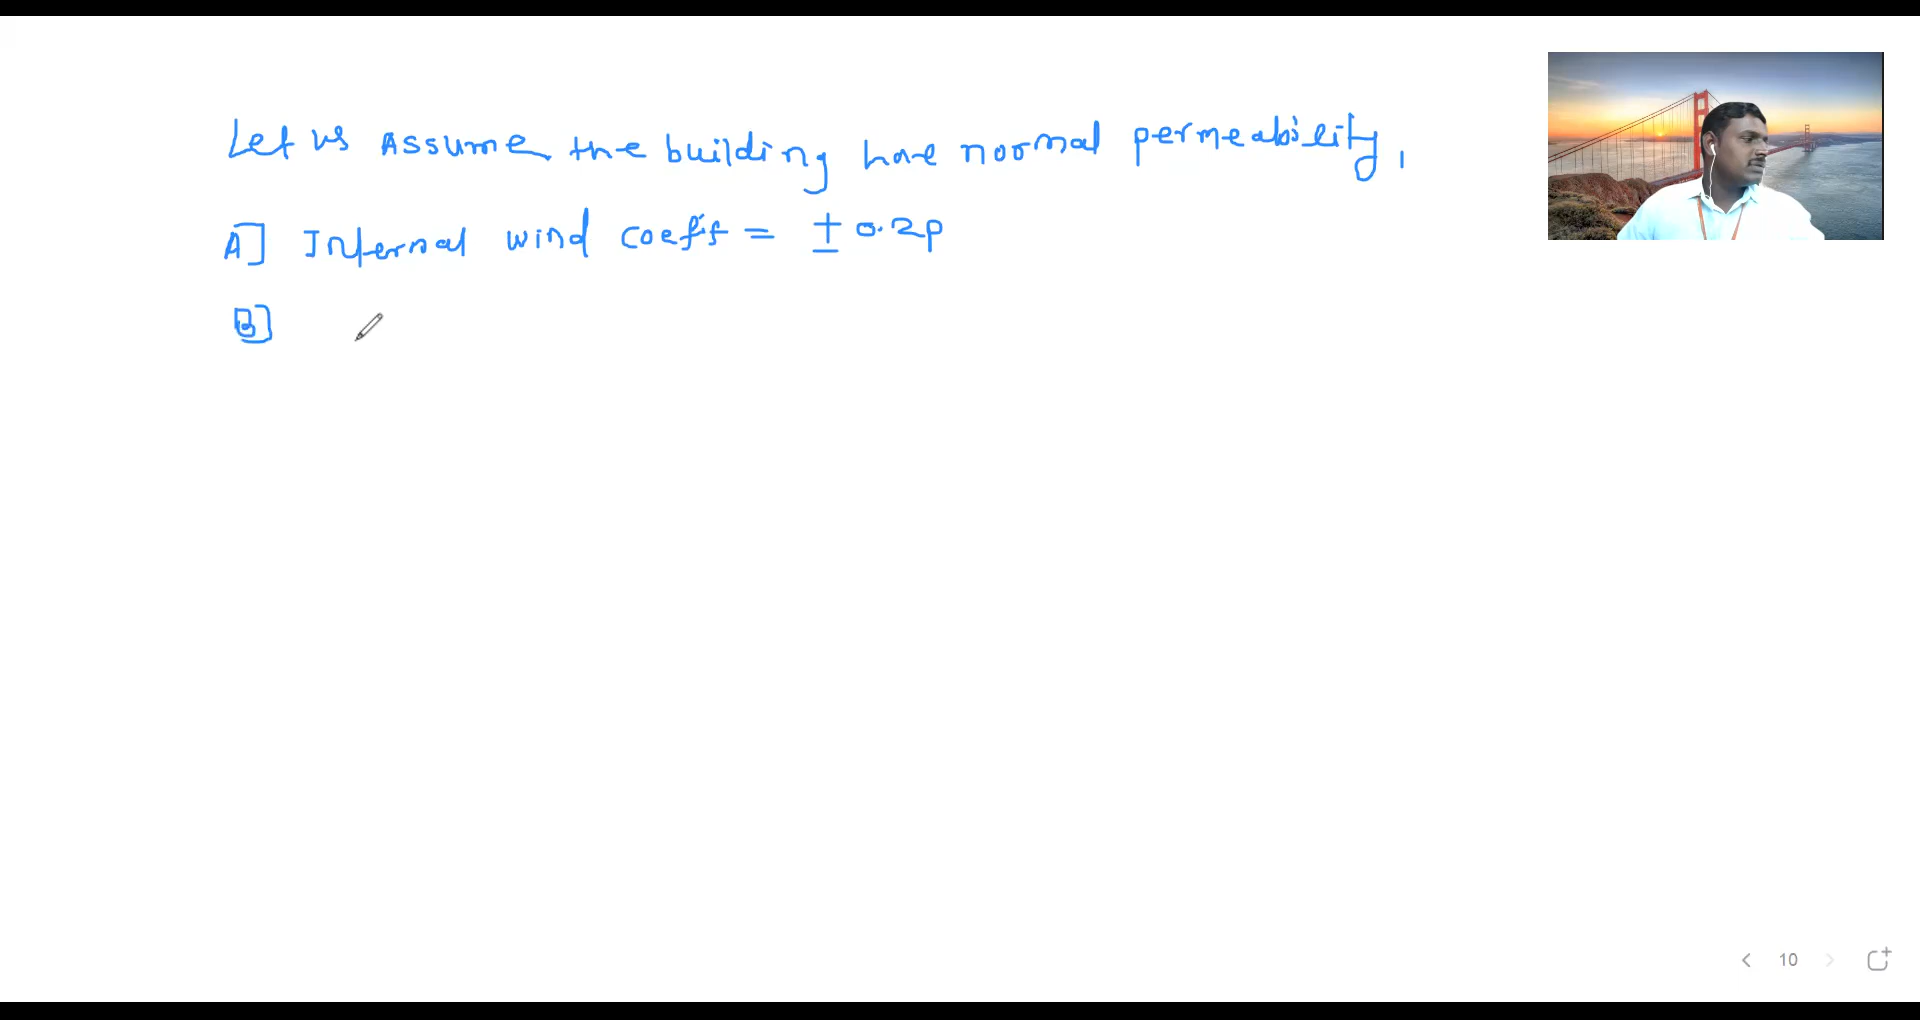 Let us Assume the building have normal permeability,
A] Internal wind coeff = ± 0.2p
B]
10